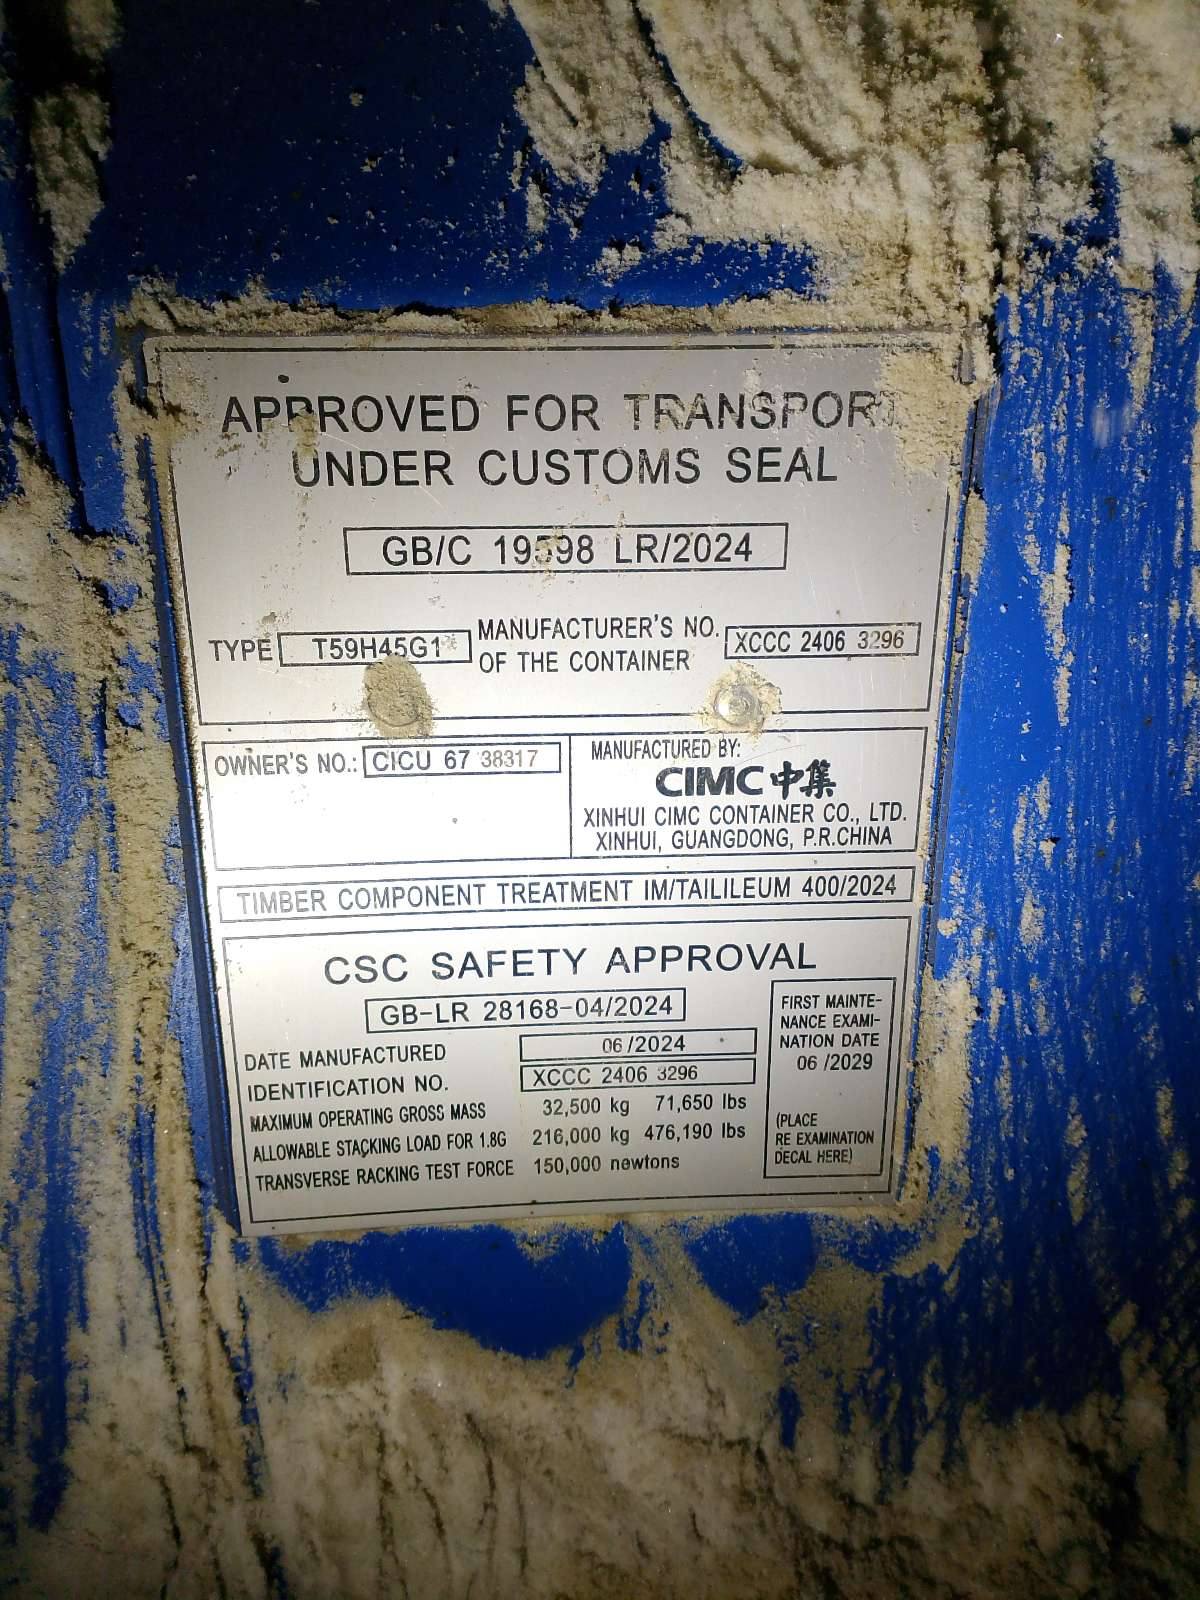 APPROVED FOR TRANSPORT
UNDER CUSTOMS SEAL
GB/C 19598 LR/2024
TYPE T59H45G1 MANUFACTURER'S NO. OF THE CONTAINER XCCC 2406 3296
OWNER'S NO.: CICU 67 38317
MANUFACTURED BY:
CIMC中集
XINHUI CIMC CONTAINER CO., LTD.
XINHUI, GUANGDONG, P.R.CHINA
TIMBER COMPONENT TREATMENT IM/TAILILEUM 400/2024
CSC SAFETY APPROVAL
GB-LR 28168-04/2024
DATE MANUFACTURED 06 /2024
IDENTIFICATION NO. XCCC 2406 3296
MAXIMUM OPERATING GROSS MASS 32,500 kg 71,650 lbs
ALLOWABLE STACKING LOAD FOR 1.8G 216,000 kg 476,190 lbs
TRANSVERSE RACKING TEST FORCE 150,000 newtons
FIRST MAINTE-
NANCE EXAMI-
NATION DATE
06 /2029
(PLACE
RE EXAMINATION
DECAL HERE)